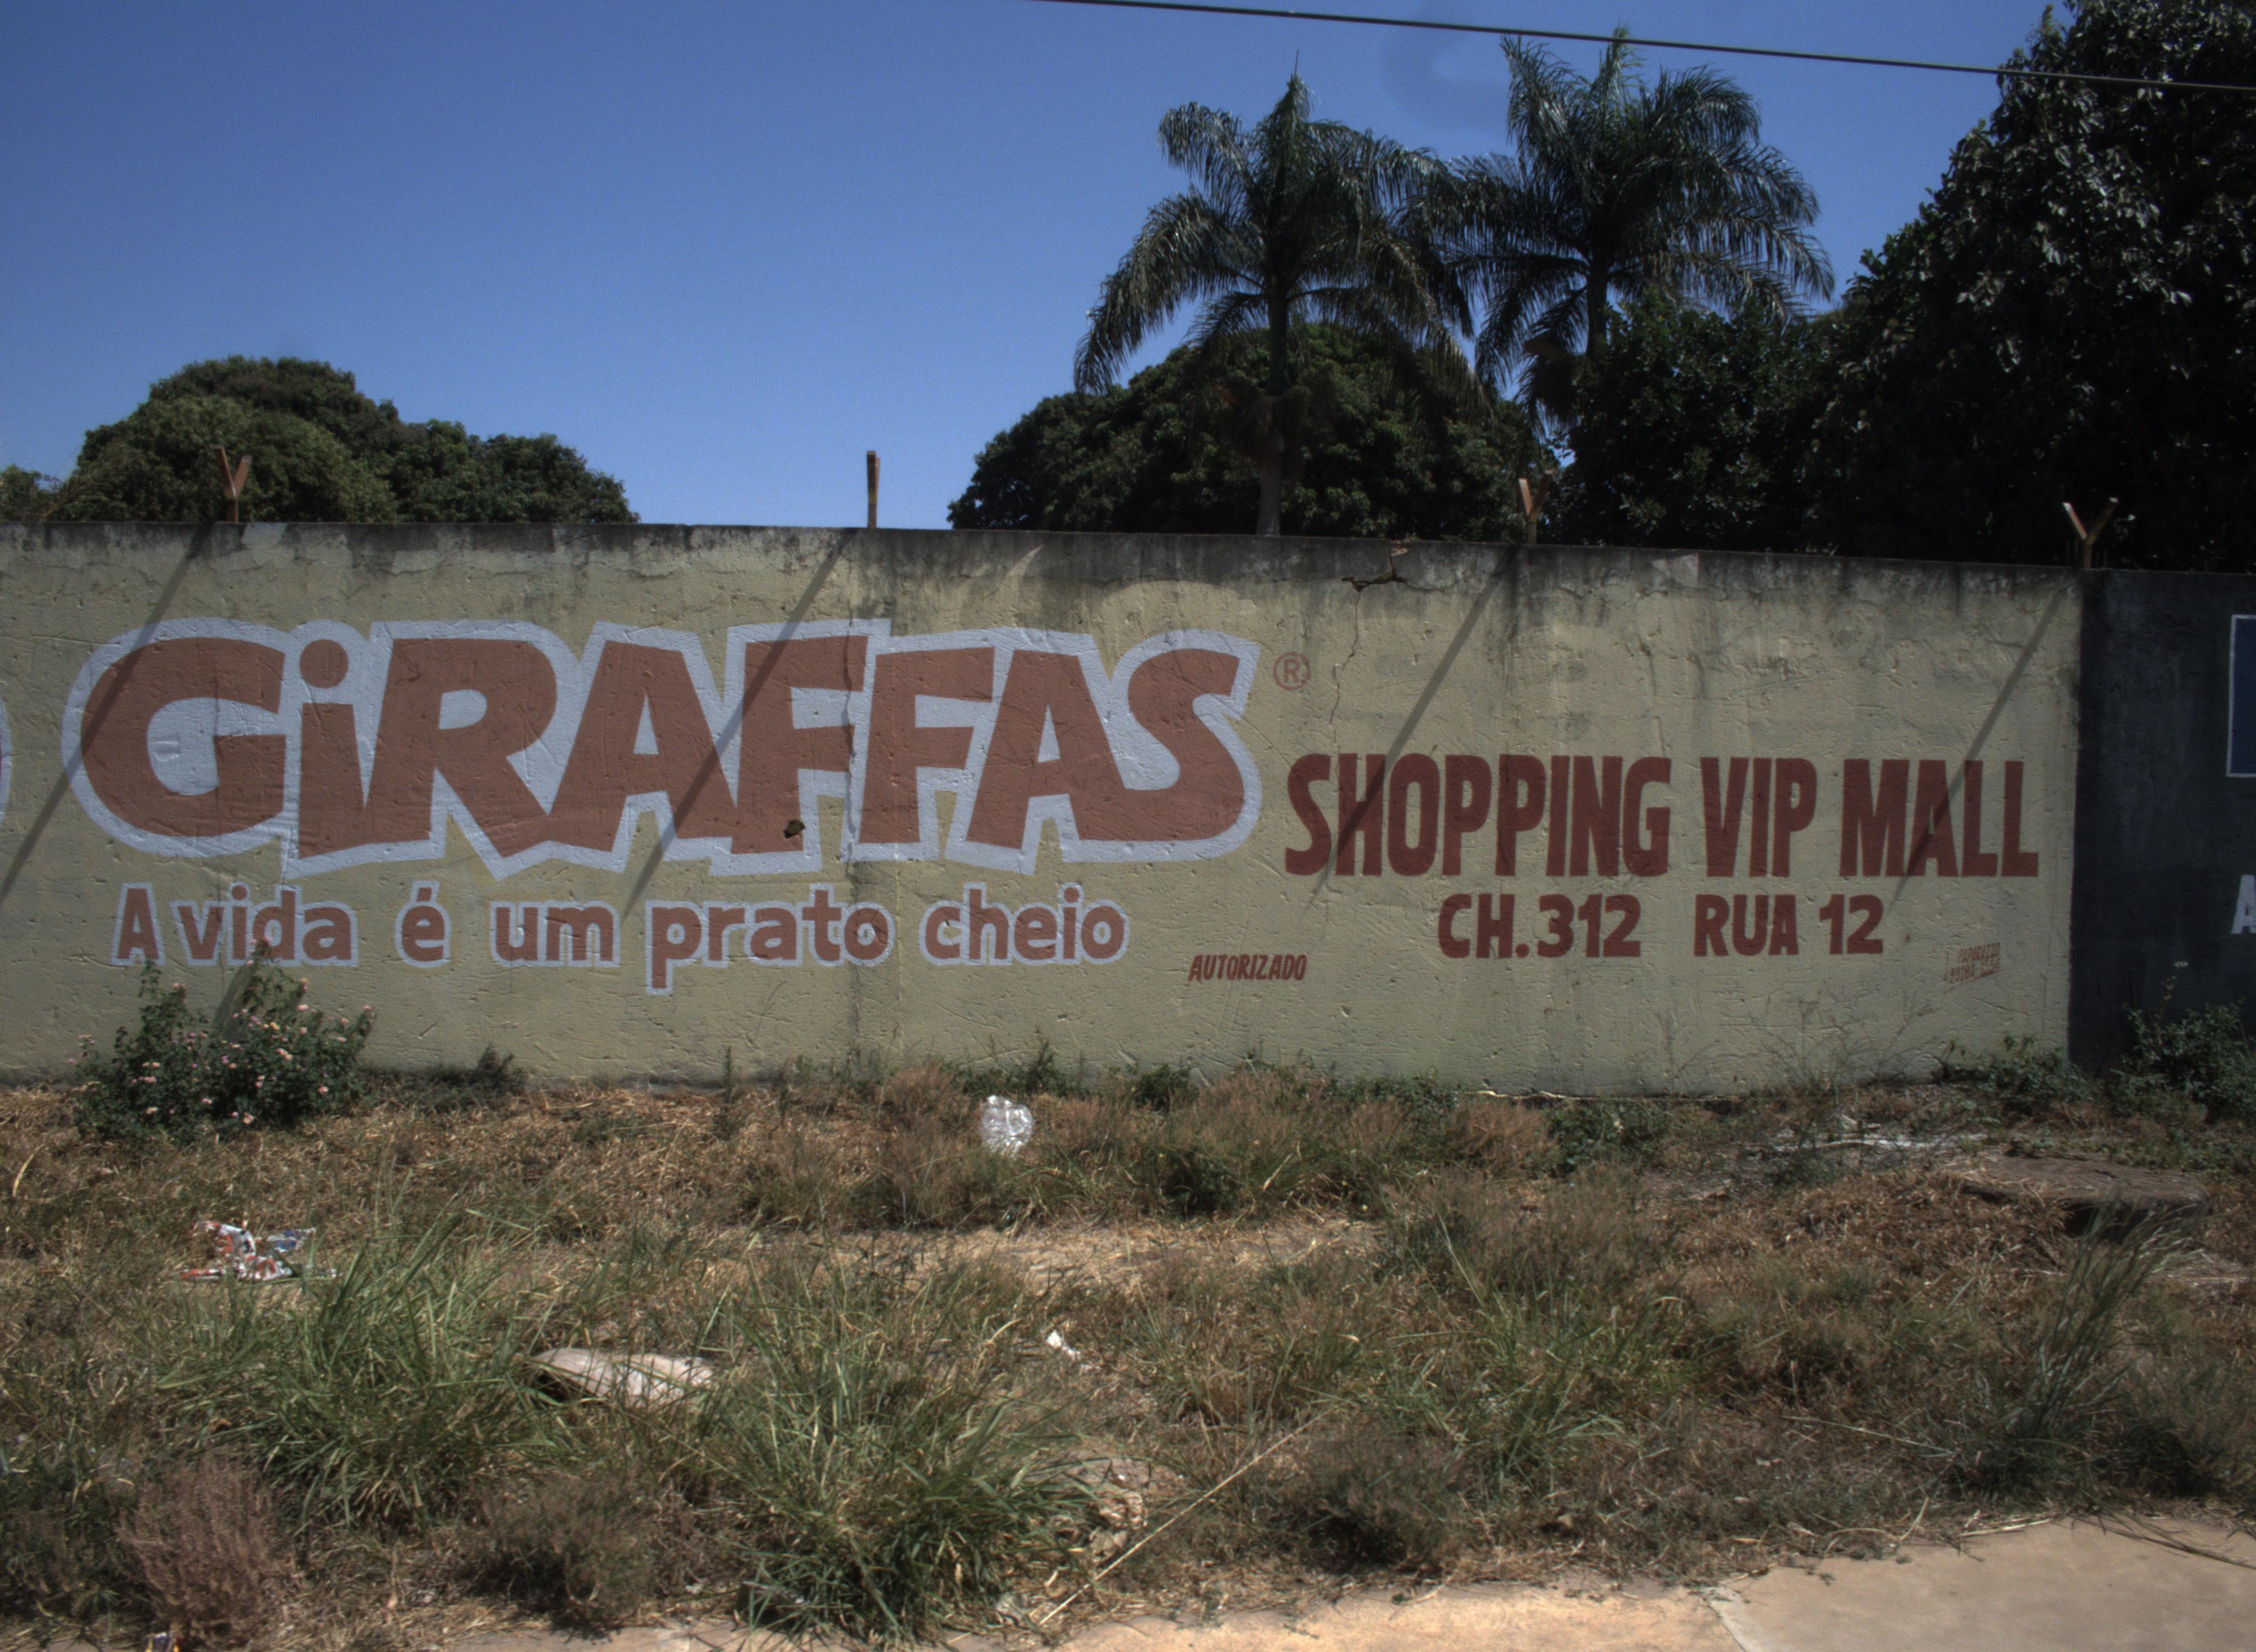 GiRAFFAS ®
A vida é um prato cheio
SHOPPING VIP MALL
CH.312 RUA 12
AUTORIZADO